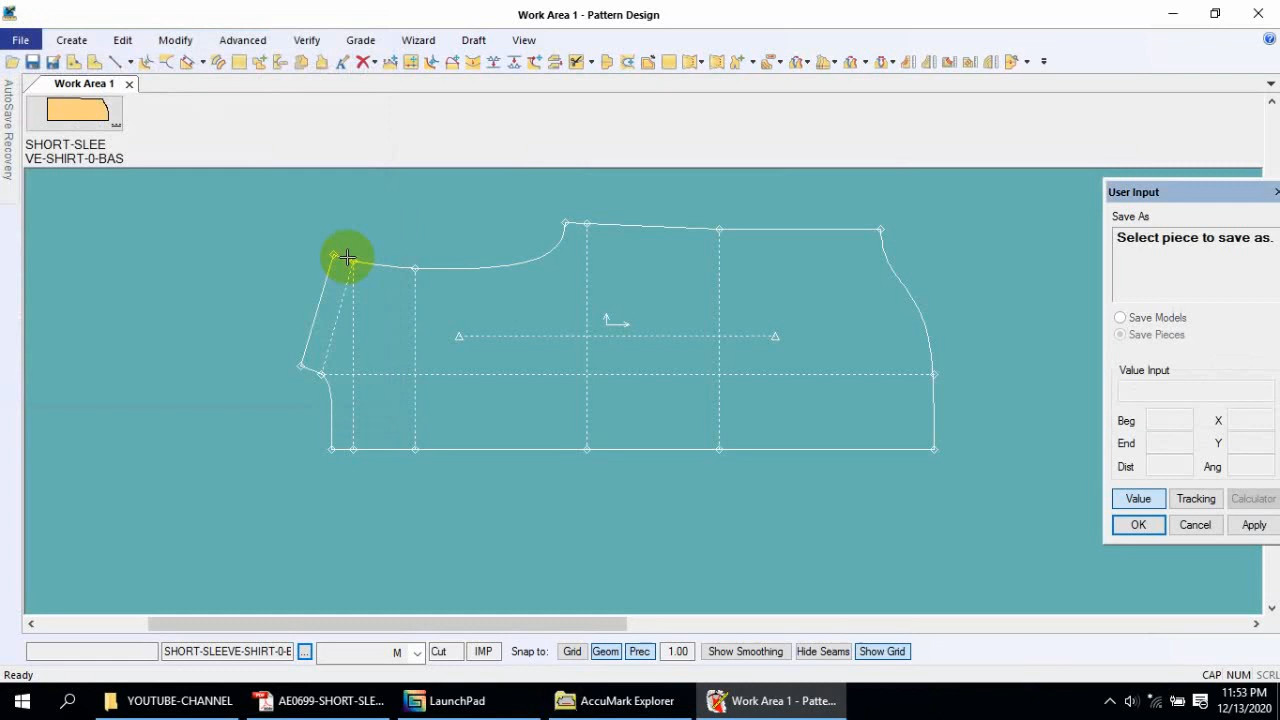 Work Area 1 - Pattern Design
File Create Edit Modify Advanced Verify Grade Wizard Draft View
Work Area 1
AutoSave Recovery
SHORT-SLEE
VE-SHIRT-0-BAS
User Input
Save As
Select piece to save as.
Save Models
Save Pieces
Value Input
Beg X
End Y
Dist Ang
Value Tracking Calculator
OK Cancel Apply
SHORT-SLEEVE-SHIRT-0-E ... M Cut IMP Snap to: Grid Geom Prec 1.00 Show Smoothing Hide Seams Show Grid
Ready CAP NUM SCRL
YOUTUBE-CHANNEL AE0699-SHORT-SLE... LaunchPad AccuMark Explorer Work Area 1 - Patte... 11:53 PM
12/13/2020